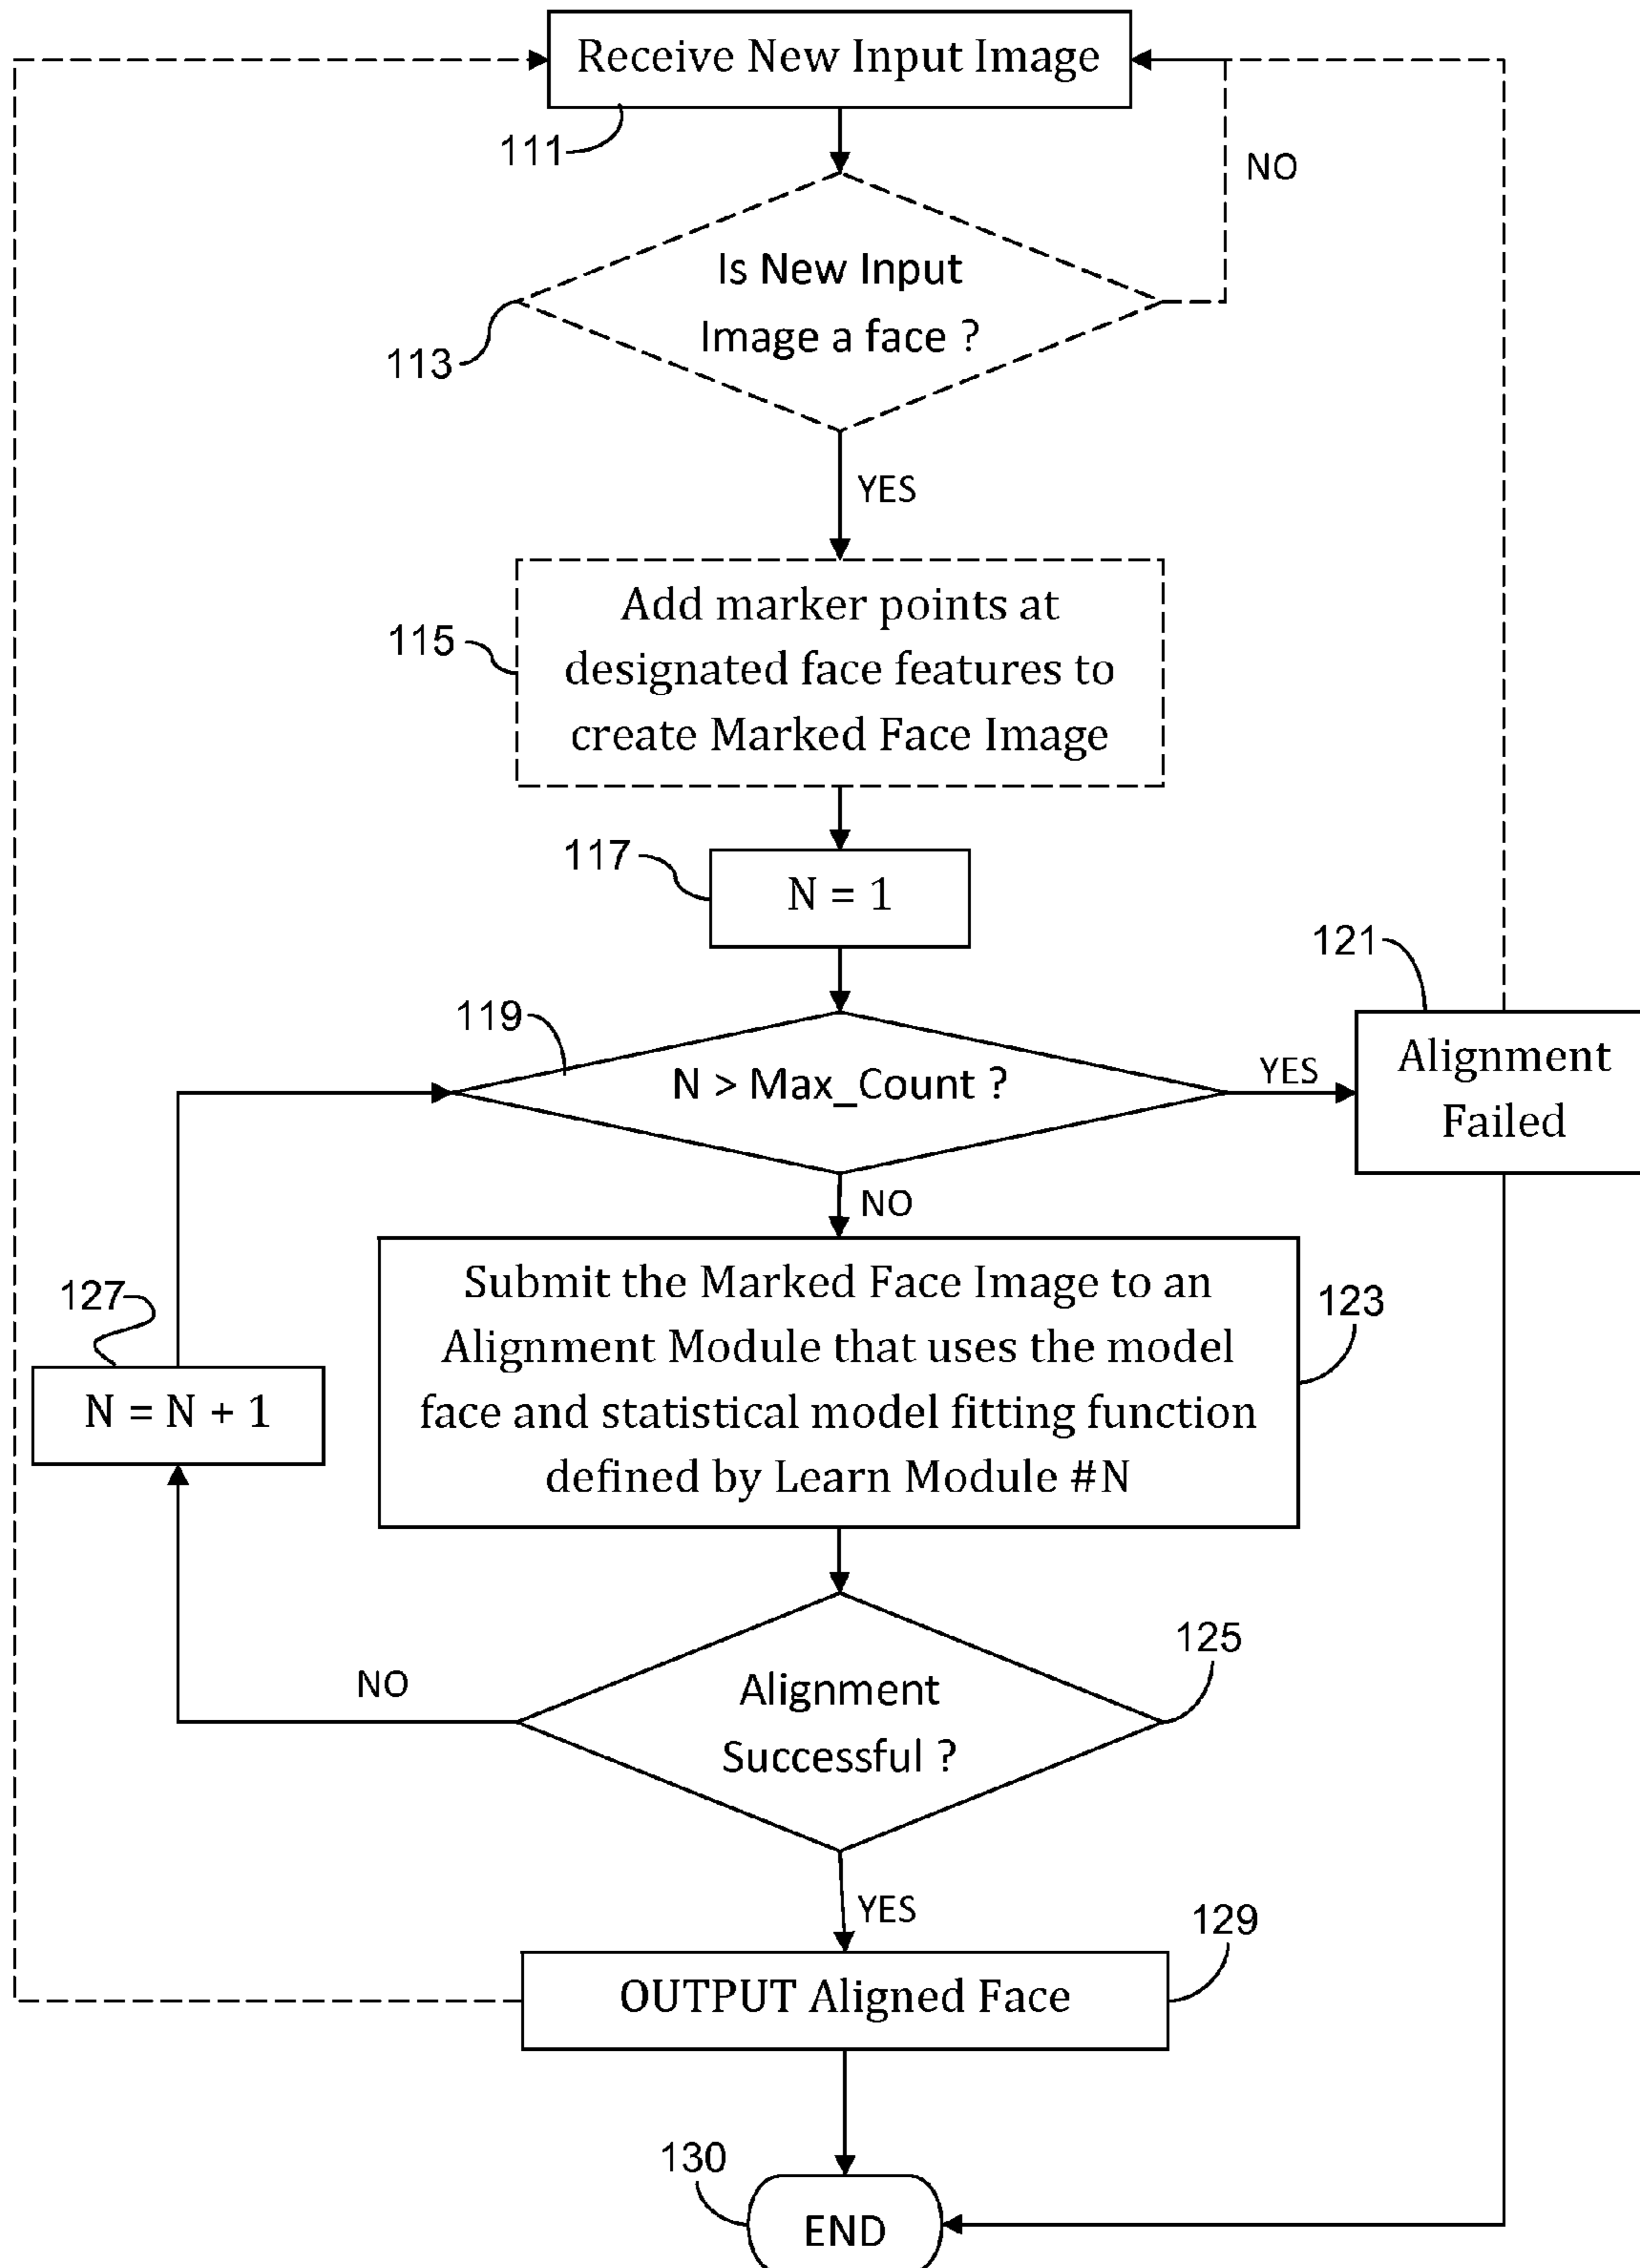 Receive New Input Image
111
NO
Is New Input
Image a face ?
113
YES
115
Add marker points at
designated face features to
create Marked Face Image
117
N = 1
121
119
N > Max_Count ?
YES
Alignment
Failed
NO
127
N = N + 1
Submit the Marked Face Image to an
Alignment Module that uses the model
face and statistical model fitting function
defined by Learn Module #N
123
125
NO
Alignment
Successful ?
YES
129
OUTPUT Aligned Face
130
END